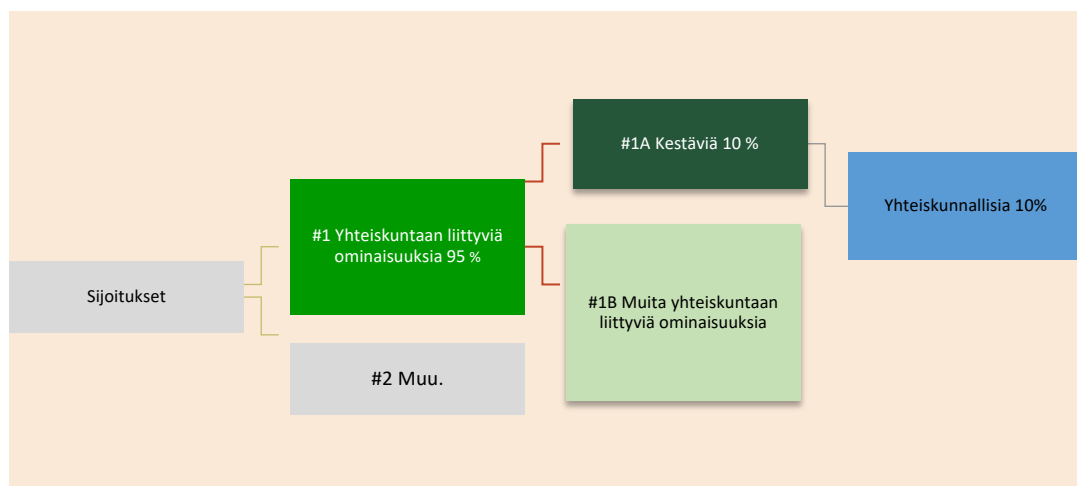 Sijoitukset
#1 Yhteiskuntaan liittyviä
ominaisuuksia 95 %
#2 Muu.
#1A Kestäviä 10 %
#1B Muita yhteiskuntaan
liittyviä ominaisuuksia
Yhteiskunnallisia 10%